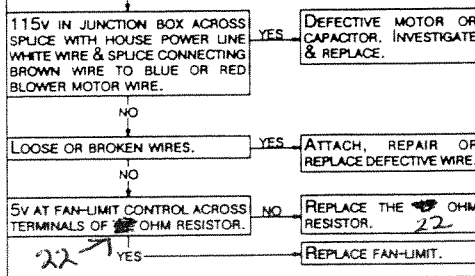 115V IN JUNCTION BOX ACROSS
SPLICE WITH HOUSE POWER LINE
WHITE WIRE & SPLICE CONNECTING
BROWN WIRE TO BLUE OR RED
BLOWER MOTOR WIRE.
YES
DEFECTIVE MOTOR OR
CAPACITOR. INVESTIGATE
& REPLACE.
NO
LOOSE OR BROKEN WIRES.
YES
ATTACH, REPAIR OR
REPLACE DEFECTIVE WIRE.
NO
5V AT FAN-LIMIT CONTROL ACROSS
TERMINALS OF OHM RESISTOR.
22
NO
REPLACE THE OHM
RESISTOR. 22
YES
REPLACE FAN-LIMIT.